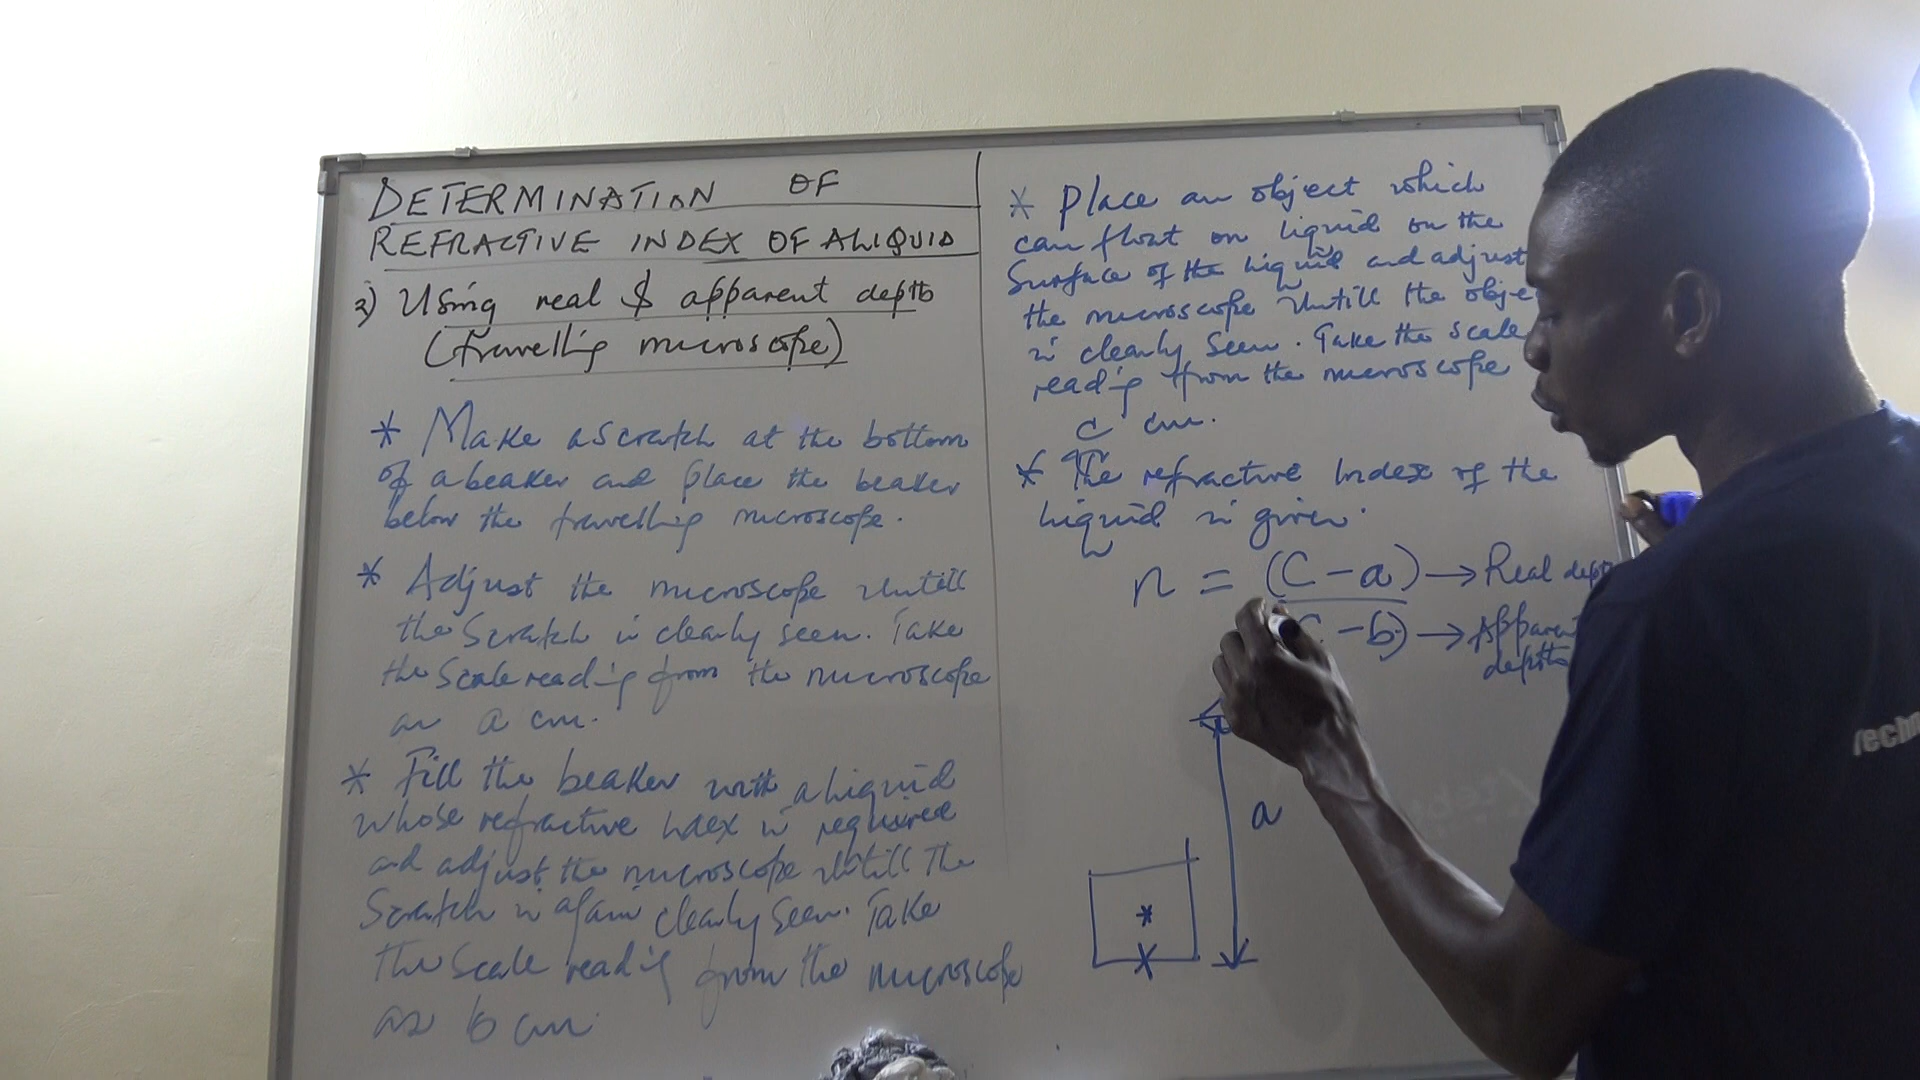 DETERMINATION OF
REFRACTIVE INDEX OF A LIQUID
Using real & apparent depth
(travelling microscope)
* Make a scratch at the bottom
of a beaker and place the beaker
below the travelling microscope.
* Adjust the microscope untill
the scratch is clearly seen. Take
the scale reading from the microscope
as a cm.
* Fill the beaker with a liquid
whose refractive index is required
and adjust the microscope untill the
scratch is again clearly seen. Take
the scale reading from the microscope
as b cm.
* Place an object which
can float on liquid on the
surface of the liquid and adjust
the microscope untill the obje
is clearly seen. Take the scale
reading from the microscope
c cm.
* The refractive index of the
liquid is given.
n = (C-a) → Real dept
C - b) → Apparent
depth
a
Techn